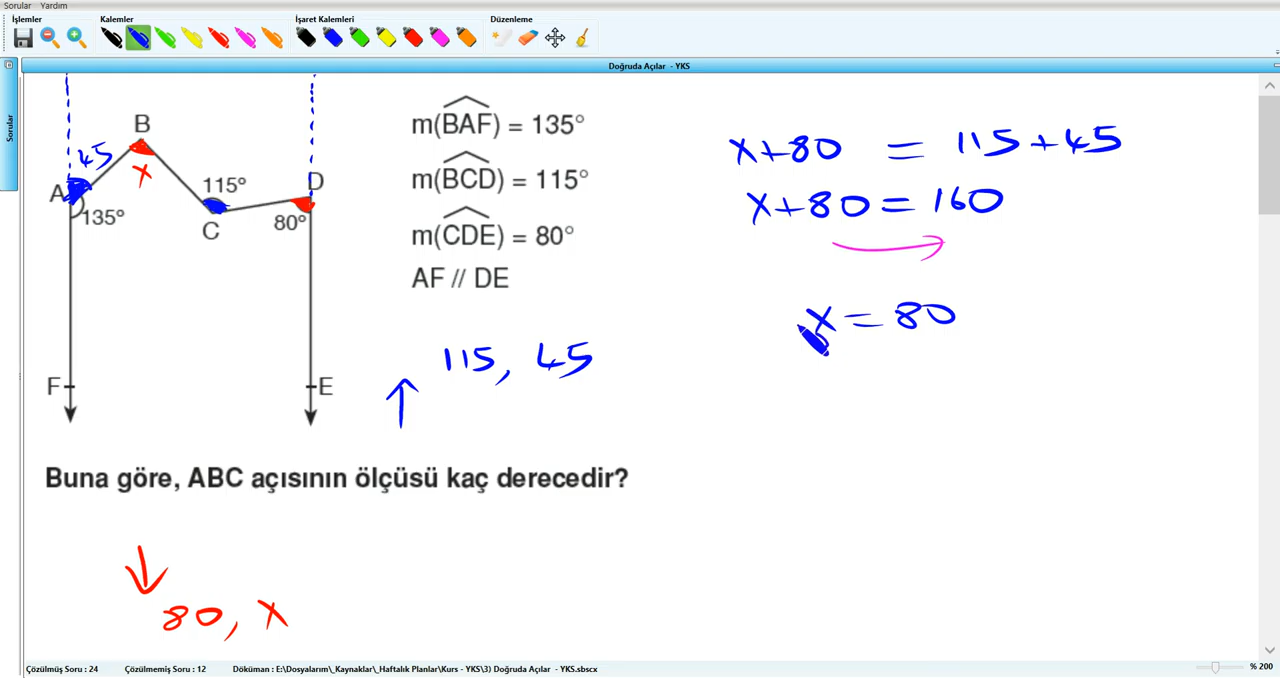 Sorular Yardım
İşlemler Kalemler İşaret Kalemleri Düzenleme
Doğruda Açılar - YKS
Sorular
B
45
x
A
135°
115°
C
D
80°
F
E
m(BAF) = 135°
m(BCD) = 115°
m(CDE) = 80°
AF // DE
115, 45
x+80 = 115+45
x+80 = 160
x = 80
Buna göre, ABC açısının ölçüsü kaç derecedir?
80, x
Çözülmüş Soru : 24 Çözülmemiş Soru : 12 Döküman : E:\Dosyalarım\_Kaynaklar\_Haftalık Planlar\Kurs - YKS\3) Doğruda Açılar - YKS.sbscx % 200